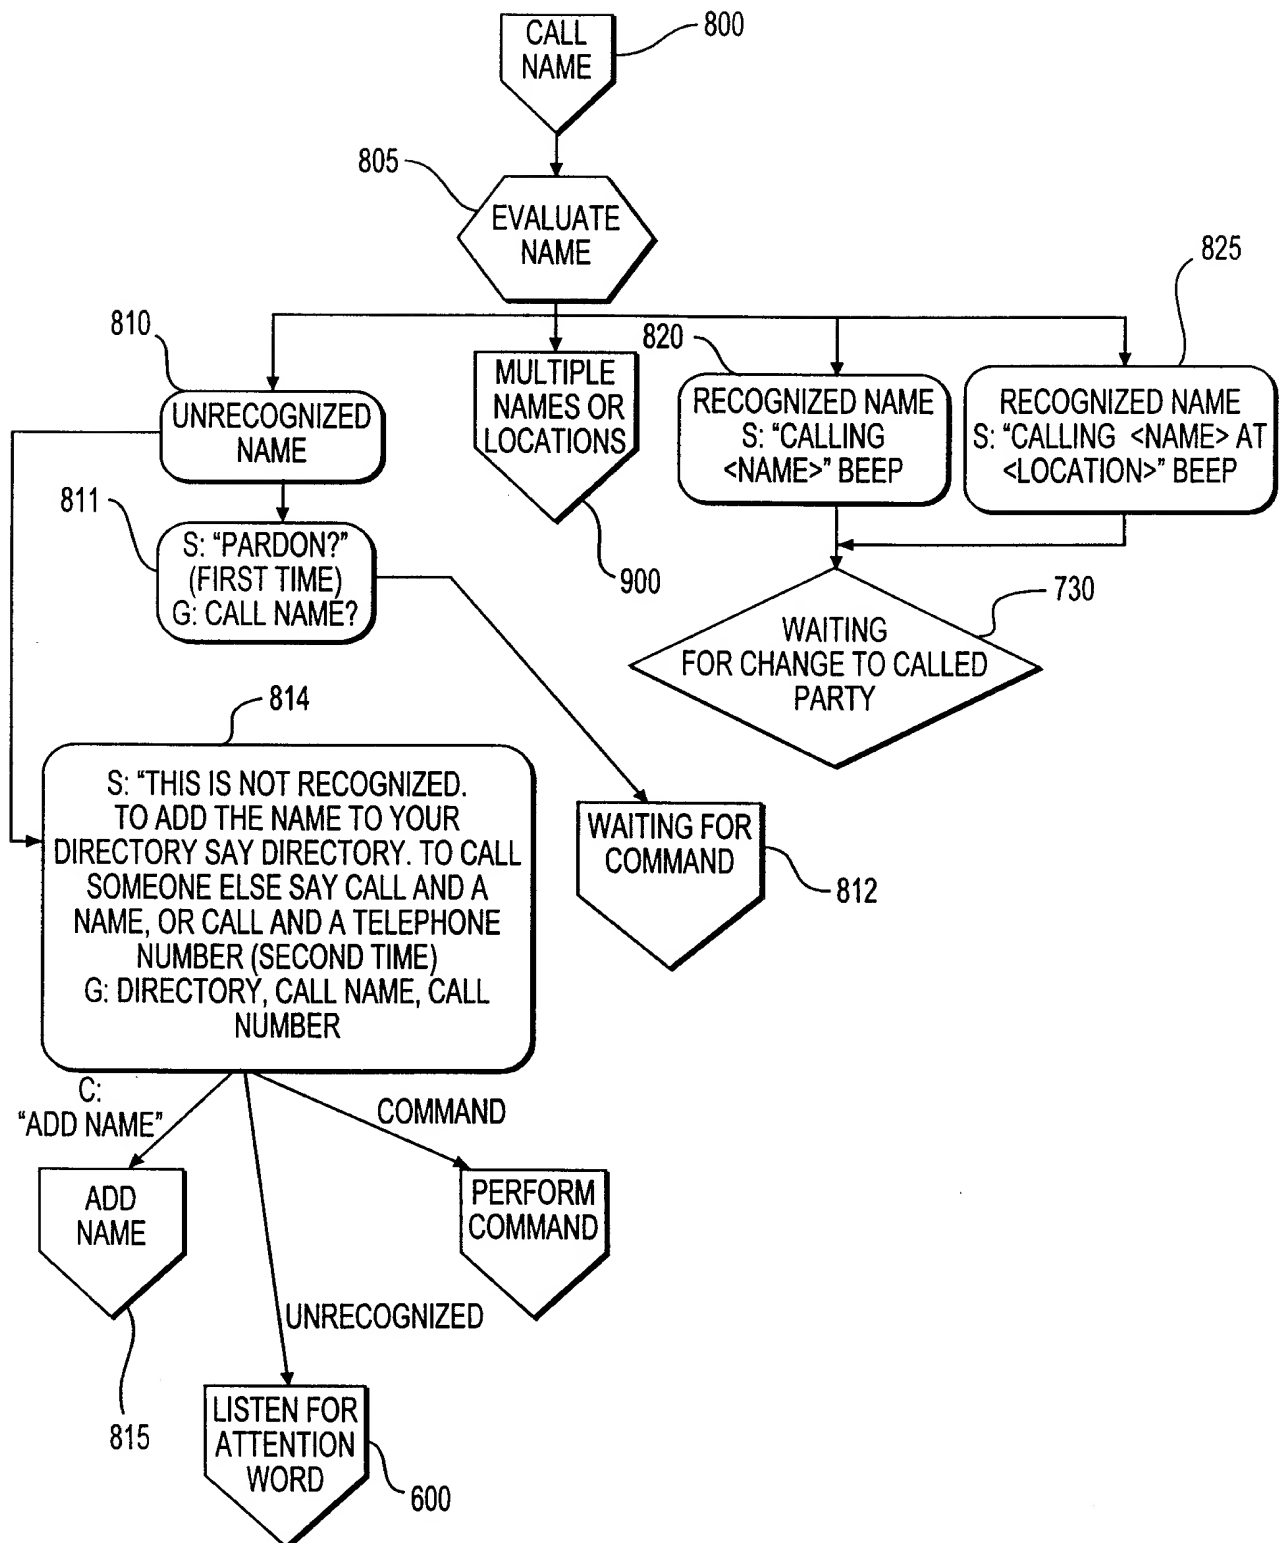 CALL
NAME
800
805
EVALUATE
NAME
825
810
820
UNRECOGNIZED
NAME
MULTIPLE
NAMES OR
LOCATIONS
RECOGNIZED NAME
S: “CALLING
<NAME>” BEEP
RECOGNIZED NAME
S: “CALLING <NAME> AT
<LOCATION>” BEEP
811
S: “PARDON?”
(FIRST TIME)
G: CALL NAME?
900
730
WAITING
FOR CHANGE TO CALLED
PARTY
814
S: “THIS IS NOT RECOGNIZED.
TO ADD THE NAME TO YOUR
DIRECTORY SAY DIRECTORY. TO CALL
SOMEONE ELSE SAY CALL AND A
NAME, OR CALL AND A TELEPHONE
NUMBER (SECOND TIME)
G: DIRECTORY, CALL NAME, CALL
NUMBER
WAITING FOR
COMMAND
812
C:
“ADD NAME”
COMMAND
ADD
NAME
PERFORM
COMMAND
UNRECOGNIZED
815
LISTEN FOR
ATTENTION
WORD
600